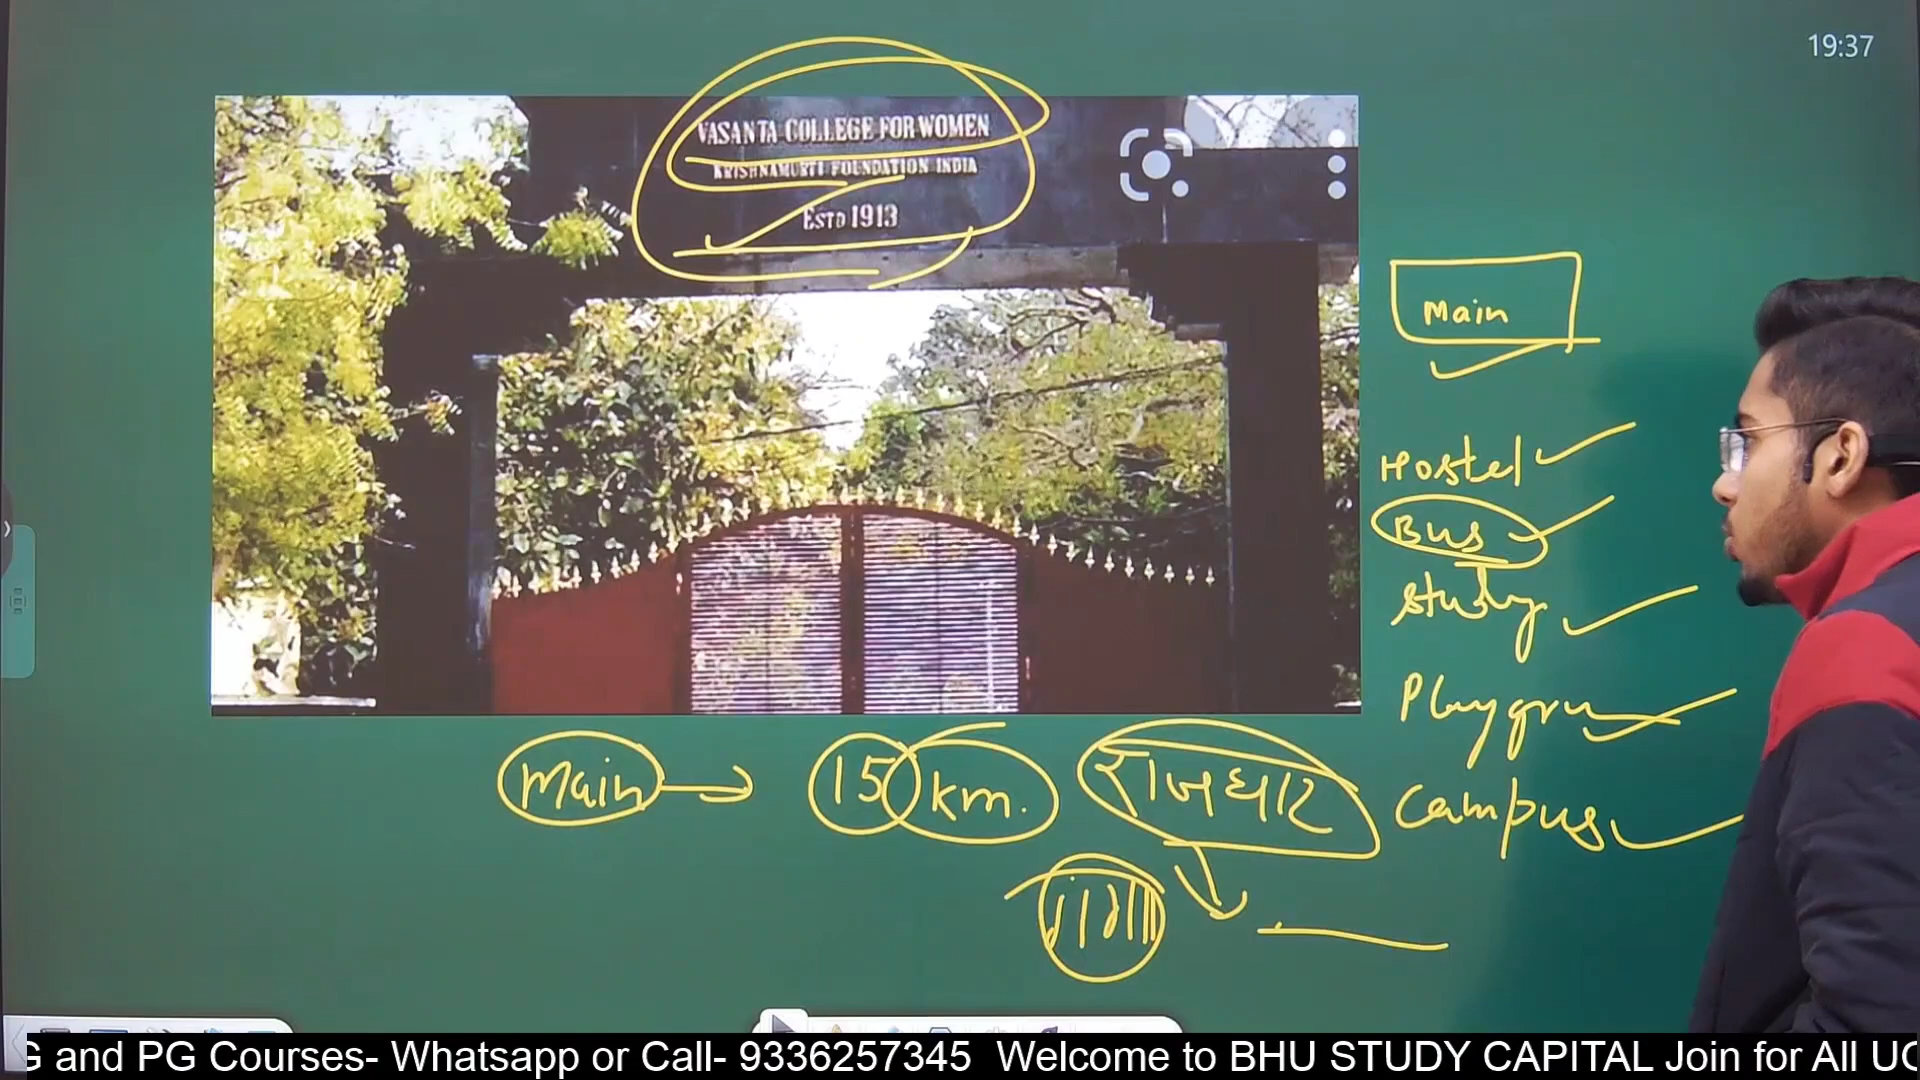 19:37
VASANTA COLLEGE FOR WOMEN
KRISHNAMURTI FOUNDATION INDIA
ESTD 1913
Main
Hostel
Bus
Study
Campus
Main → 15 km. राजघाट
G and PG Courses- Whatsapp or Call- 9336257345 Welcome to BHU STUDY CAPITAL Join for All UG